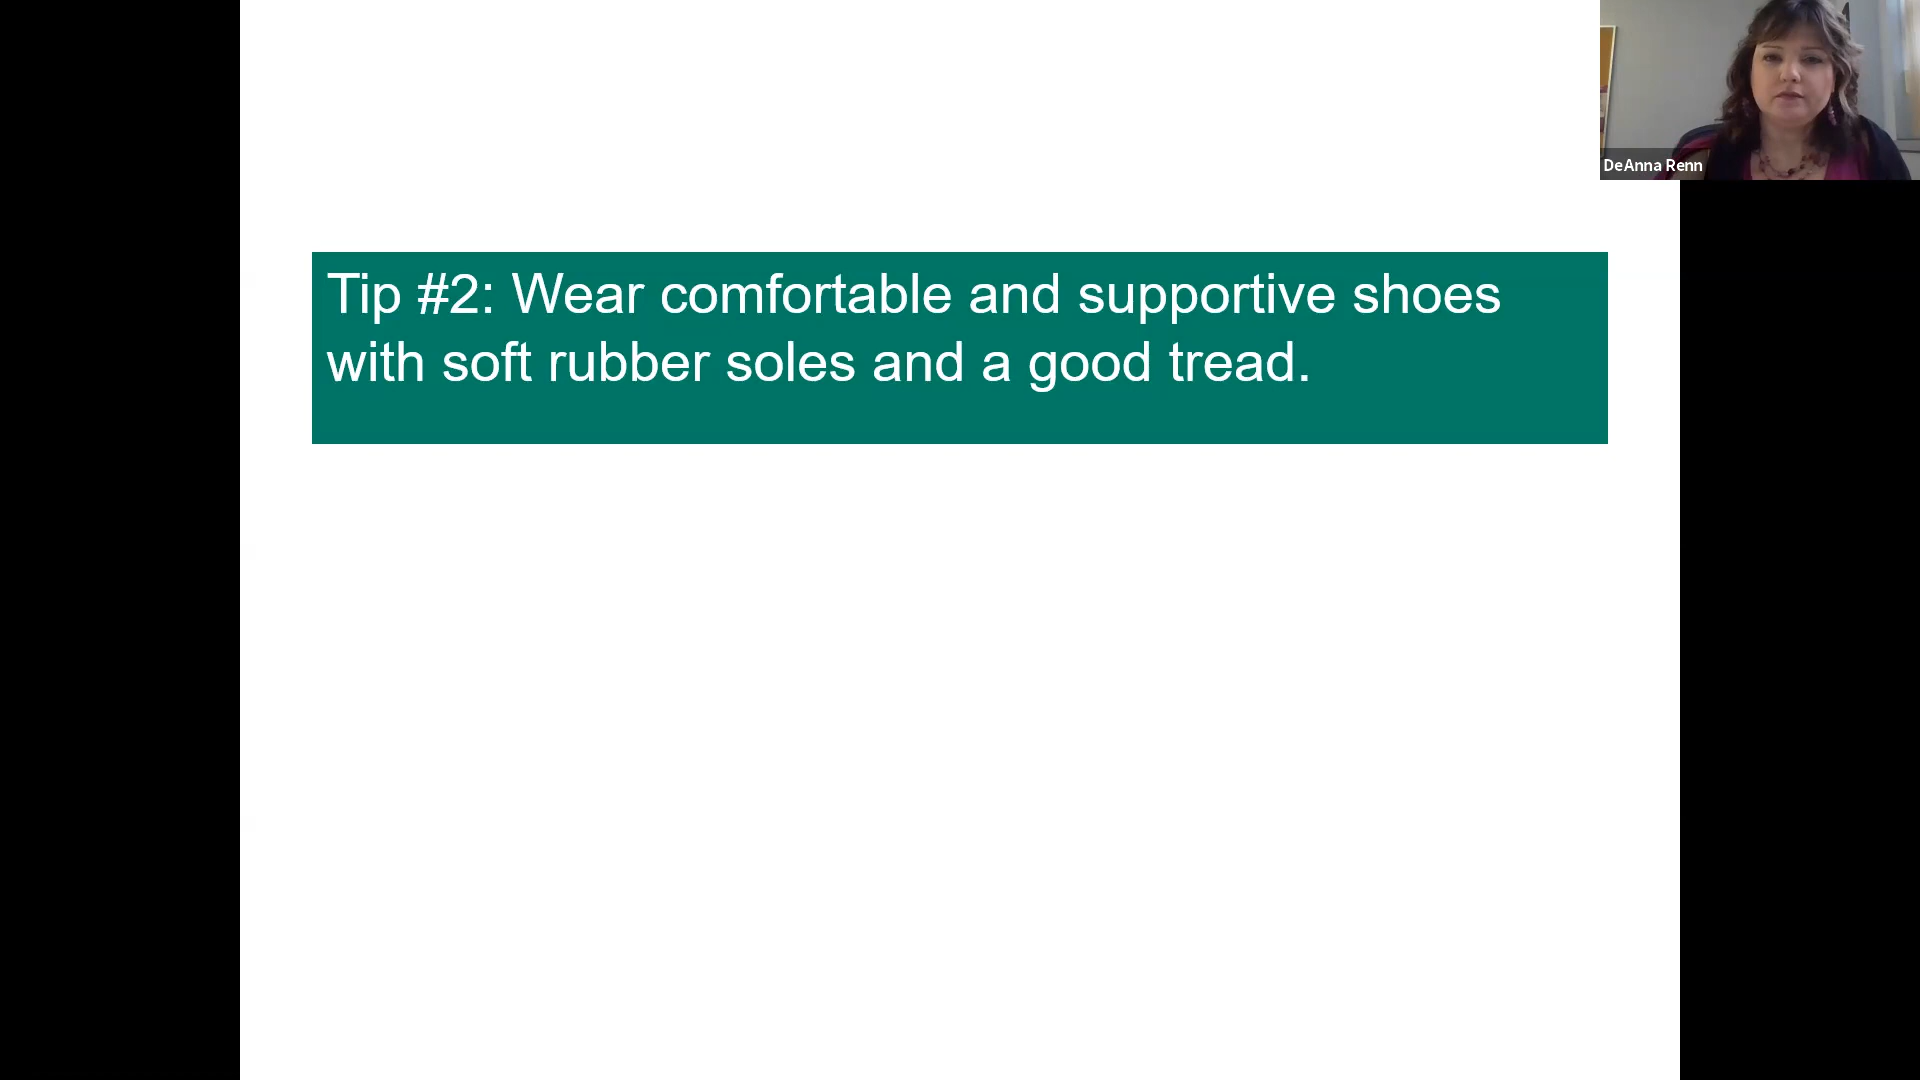 DeAnna Renn
Tip #2: Wear comfortable and supportive shoes
with soft rubber soles and a good tread.